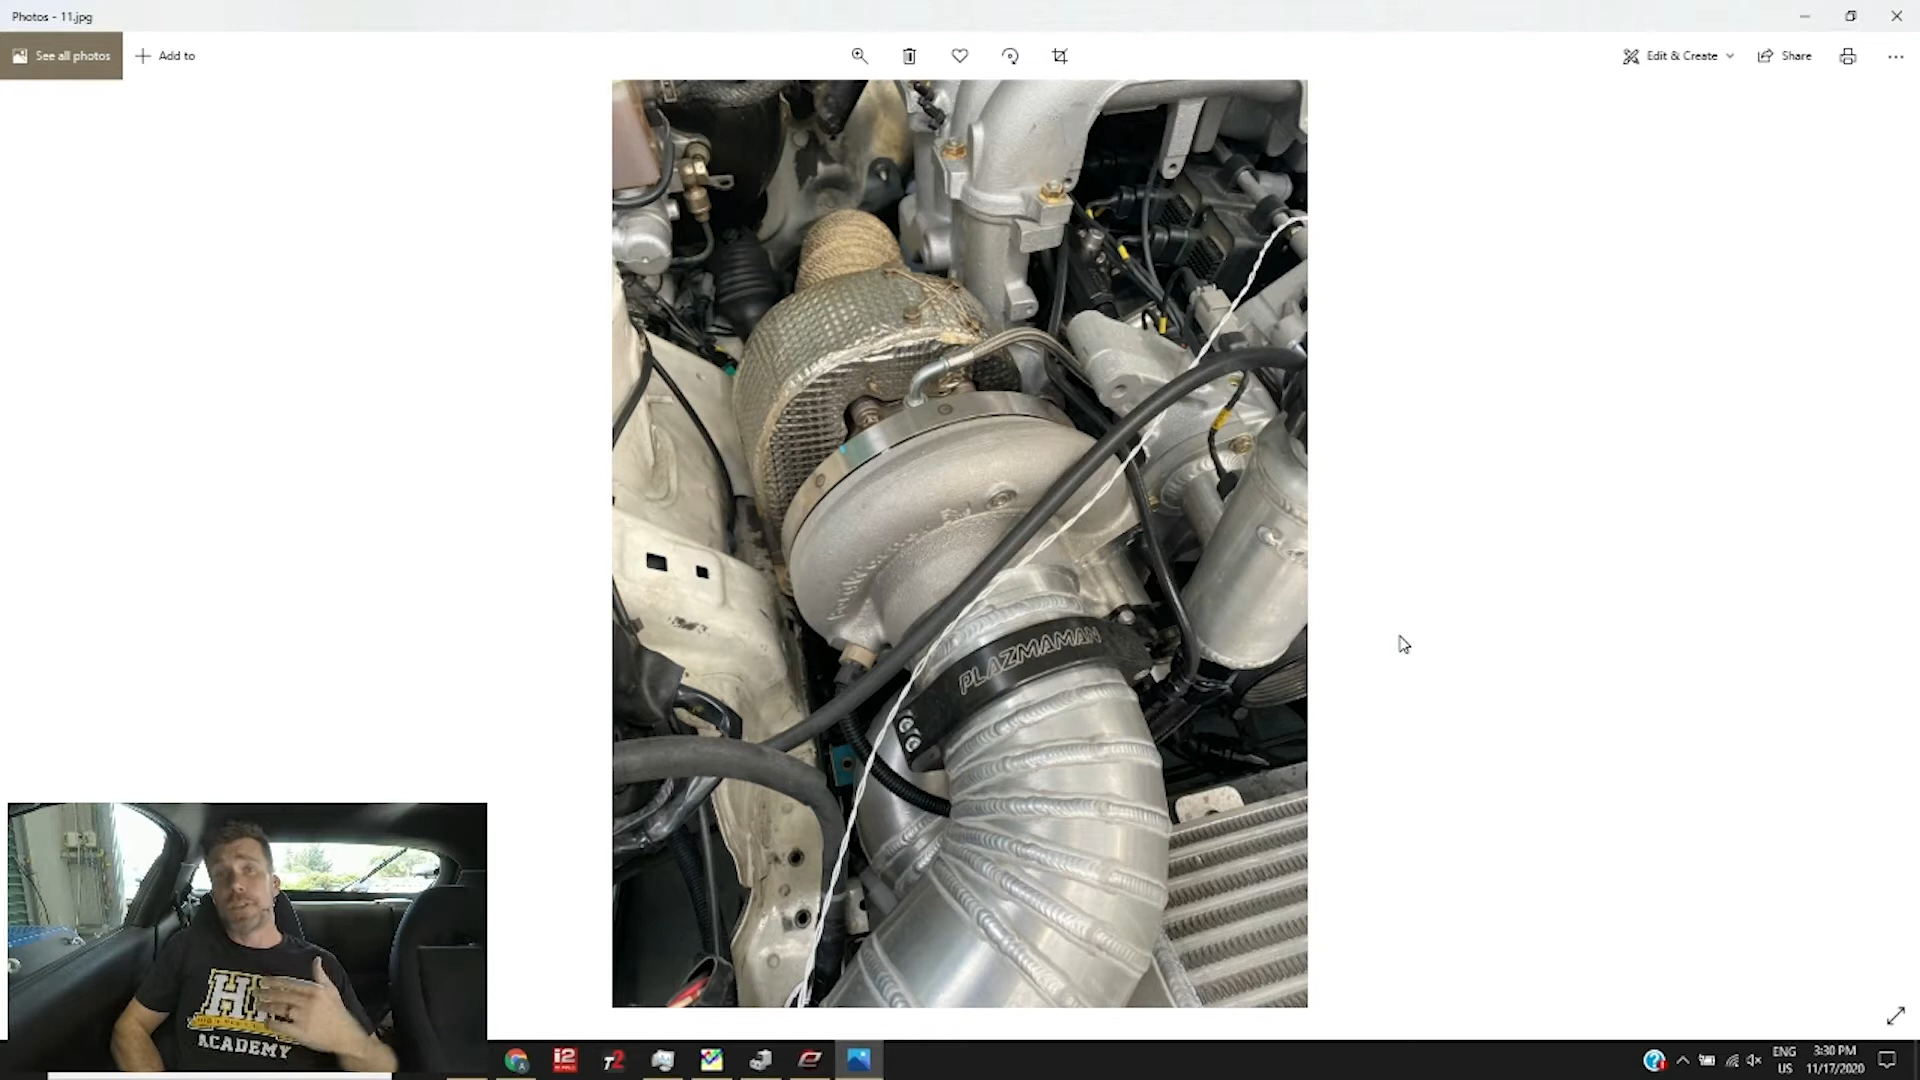 Photos - 11.jpg
See all photos
Add to
Edit & Create
Share
PLAZMAMAN
ACADEMY
i2
ENG
US
3:30 PM
11/17/2020